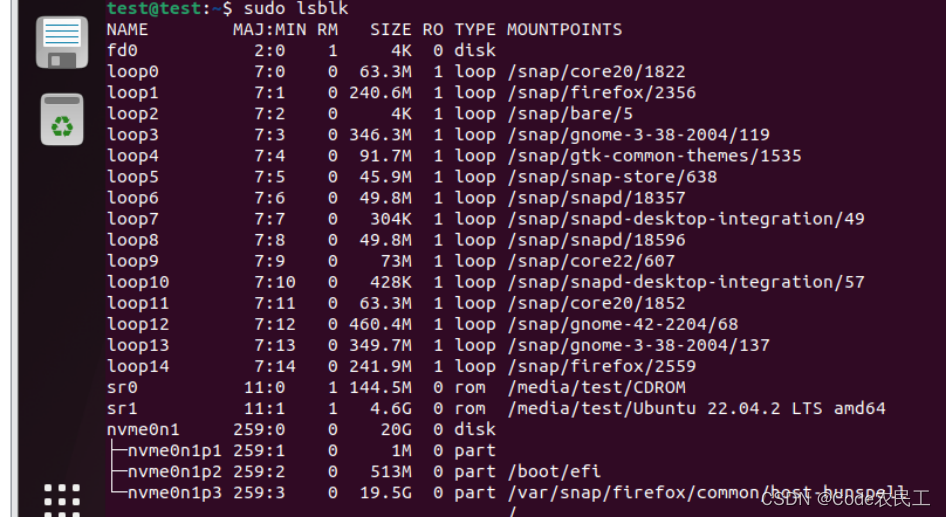 test@test:~$ sudo lsblk
NAME MAJ:MIN RM SIZE RO TYPE MOUNTPOINTS
fd0 2:0 1 4K 0 disk
loop0 7:0 0 63.3M 1 loop /snap/core20/1822
loop1 7:1 0 240.6M 1 loop /snap/firefox/2356
loop2 7:2 0 4K 1 loop /snap/bare/5
loop3 7:3 0 346.3M 1 loop /snap/gnome-3-38-2004/119
loop4 7:4 0 91.7M 1 loop /snap/gtk-common-themes/1535
loop5 7:5 0 45.9M 1 loop /snap/snap-store/638
loop6 7:6 0 49.8M 1 loop /snap/snapd/18357
loop7 7:7 0 304K 1 loop /snap/snapd-desktop-integration/49
loop8 7:8 0 49.8M 1 loop /snap/snapd/18596
loop9 7:9 0 73M 1 loop /snap/core22/607
loop10 7:10 0 428K 1 loop /snap/snapd-desktop-integration/57
loop11 7:11 0 63.3M 1 loop /snap/core20/1852
loop12 7:12 0 460.4M 1 loop /snap/gnome-42-2204/68
loop13 7:13 0 349.7M 1 loop /snap/gnome-3-38-2004/137
loop14 7:14 0 241.9M 1 loop /snap/firefox/2559
sr0 11:0 1 144.5M 0 rom /media/test/CDROM
sr1 11:1 1 4.6G 0 rom /media/test/Ubuntu 22.04.2 LTS amd64
nvme0n1 259:0 0 20G 0 disk
├─nvme0n1p1 259:1 0 1M 0 part
├─nvme0n1p2 259:2 0 513M 0 part /boot/efi
└─nvme0n1p3 259:3 0 19.5G 0 part /var/snap/firefox/common/host-hunspell
/
CSDN @Code农民工